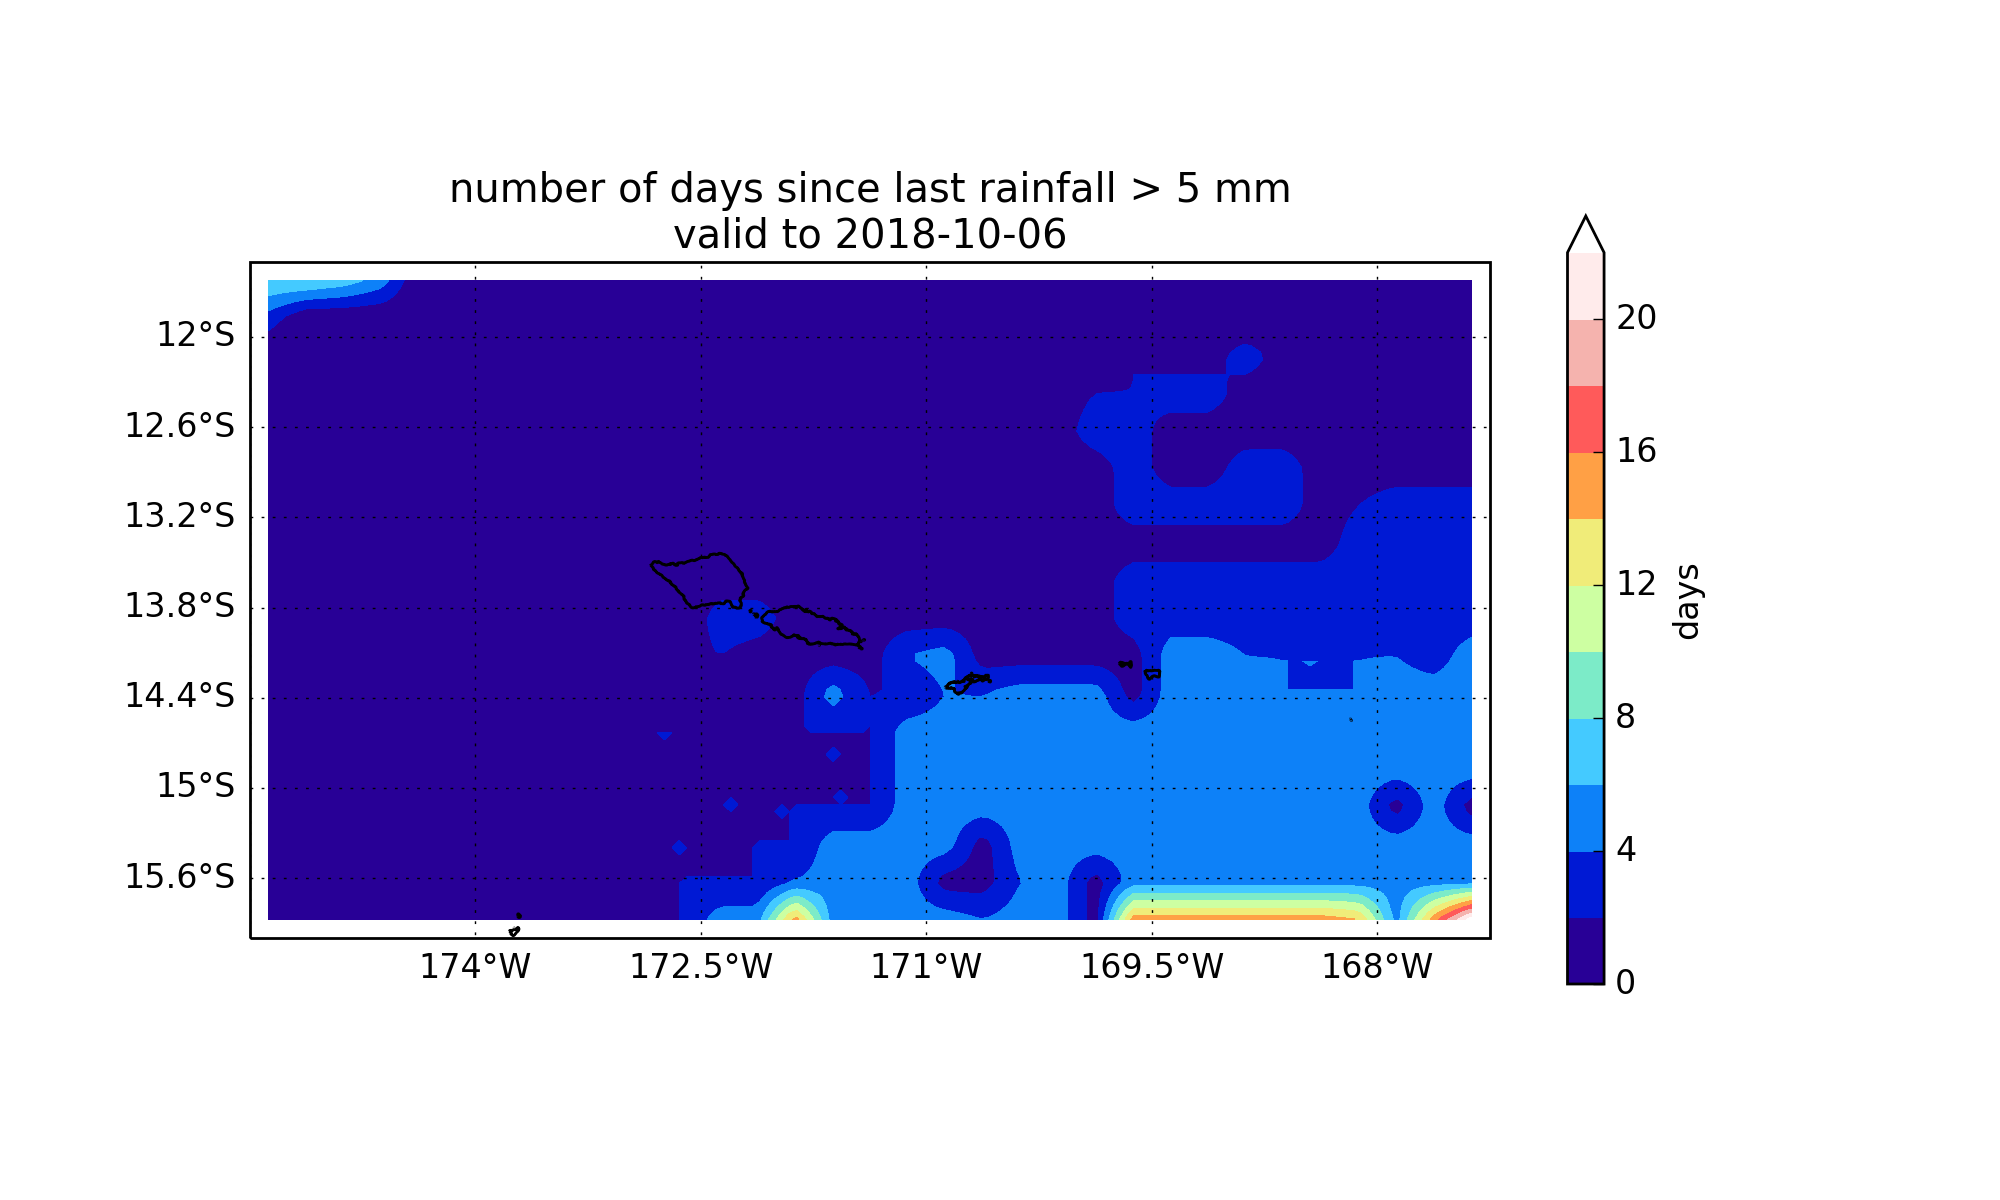 number of days since last rainfall > 5 mm
valid to 2018-10-06
12°S
12.6°S
13.2°S
13.8°S
14.4°S
15°S
15.6°S
174°W
172.5°W
171°W
169.5°W
168°W
20
16
12
8
4
0
days